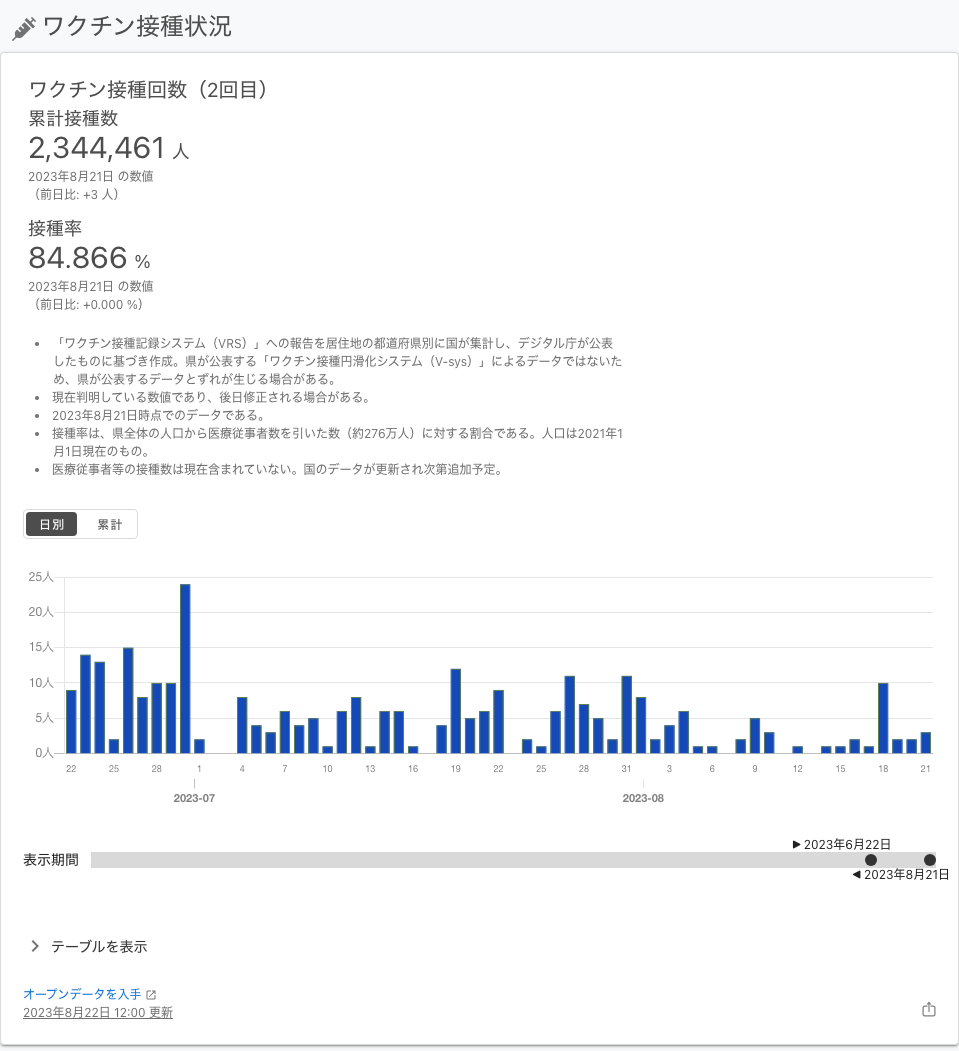 ワクチン接種状況
ワクチン接種回数（2回目）
累計接種数
2,344,461 人
2023年8月21日 の数値
（前日比: +3 人）
接種率
84.866 %
2023年8月21日 の数値
（前日比: +0.000 %）
「ワクチン接種記録システム（VRS）」への報告を居住地の都道府県別に国が集計し、デジタル庁が公表
したものに基づき作成。県が公表する「ワクチン接種円滑化システム（V-sys）」によるデータではないた
め、県が公表するデータとずれが生じる場合がある。
現在判明している数値であり、後日修正される場合がある。
2023年8月21日時点でのデータである。
接種率は、県全体の人口から医療従事者数を引いた数（約276万人）に対する割合である。人口は2021年1
月1日現在のもの。
医療従事者等の接種数は現在含まれていない。国のデータが更新され次第追加予定。
日別 累計
25人
20人
15人
10人
5人
0人
22 25 28 1 4 7 10 13 16 19 22 25 28 31 3 6 9 12 15 18 21
2023-07 2023-08
▶ 2023年6月22日
表示期間
◀ 2023年8月21日
テーブルを表示
オープンデータを入手
2023年8月22日 12:00 更新